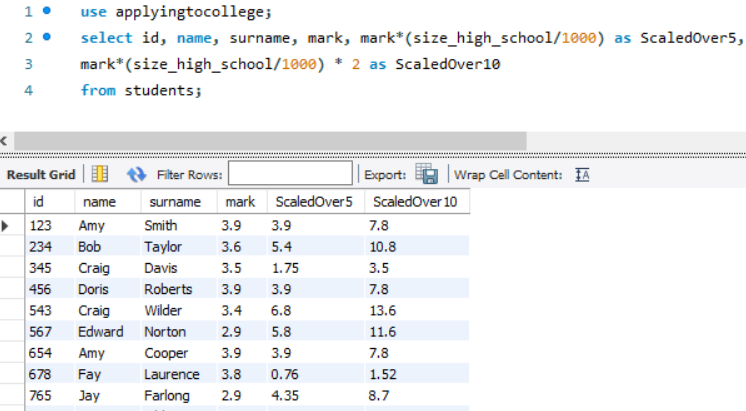 1 use applyingtocollege;
2 select id, name, surname, mark, mark*(size_high_school/1000) as ScaledOver5,
3 mark*(size_high_school/1000) * 2 as ScaledOver10
4 from students;
Result Grid Filter Rows: Export: Wrap Cell Content:
id name surname mark ScaledOver5 ScaledOver10
123 Amy Smith 3.9 3.9 7.8
234 Bob Taylor 3.6 5.4 10.8
345 Craig Davis 3.5 1.75 3.5
456 Doris Roberts 3.9 3.9 7.8
543 Craig Wilder 3.4 6.8 13.6
567 Edward Norton 2.9 5.8 11.6
654 Amy Cooper 3.9 3.9 7.8
678 Fay Laurence 3.8 0.76 1.52
765 Jay Farlong 2.9 4.35 8.7